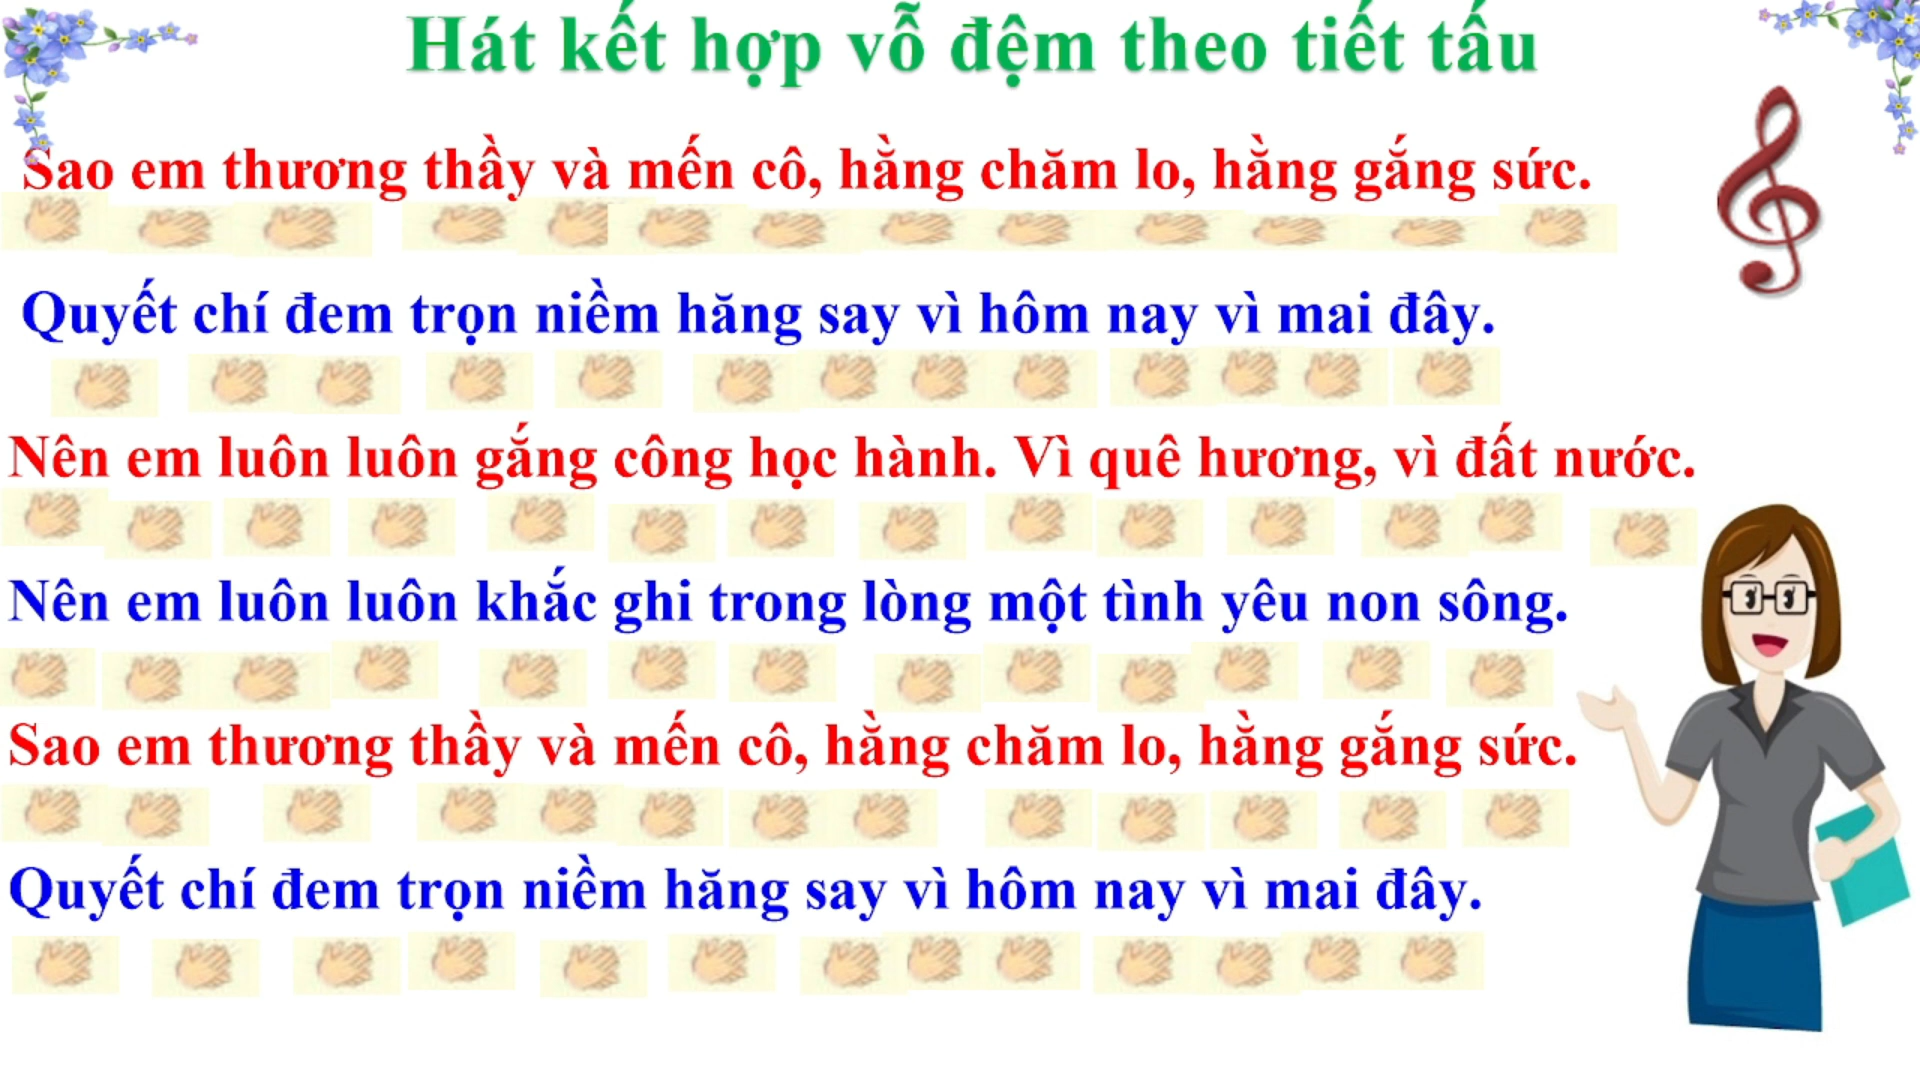 Hát kết hợp vỗ đệm theo tiết tấu
Sao em thương thầy và mến cô, hằng chăm lo, hằng gắng sức.
Quyết chí đem trọn niềm hăng say vì hôm nay vì mai đây.
Nên em luôn luôn gắng công học hành. Vì quê hương, vì đất nước.
Nên em luôn luôn khắc ghi trong lòng một tình yêu non sông.
Sao em thương thầy và mến cô, hằng chăm lo, hằng gắng sức.
Quyết chí đem trọn niềm hăng say vì hôm nay vì mai đây.